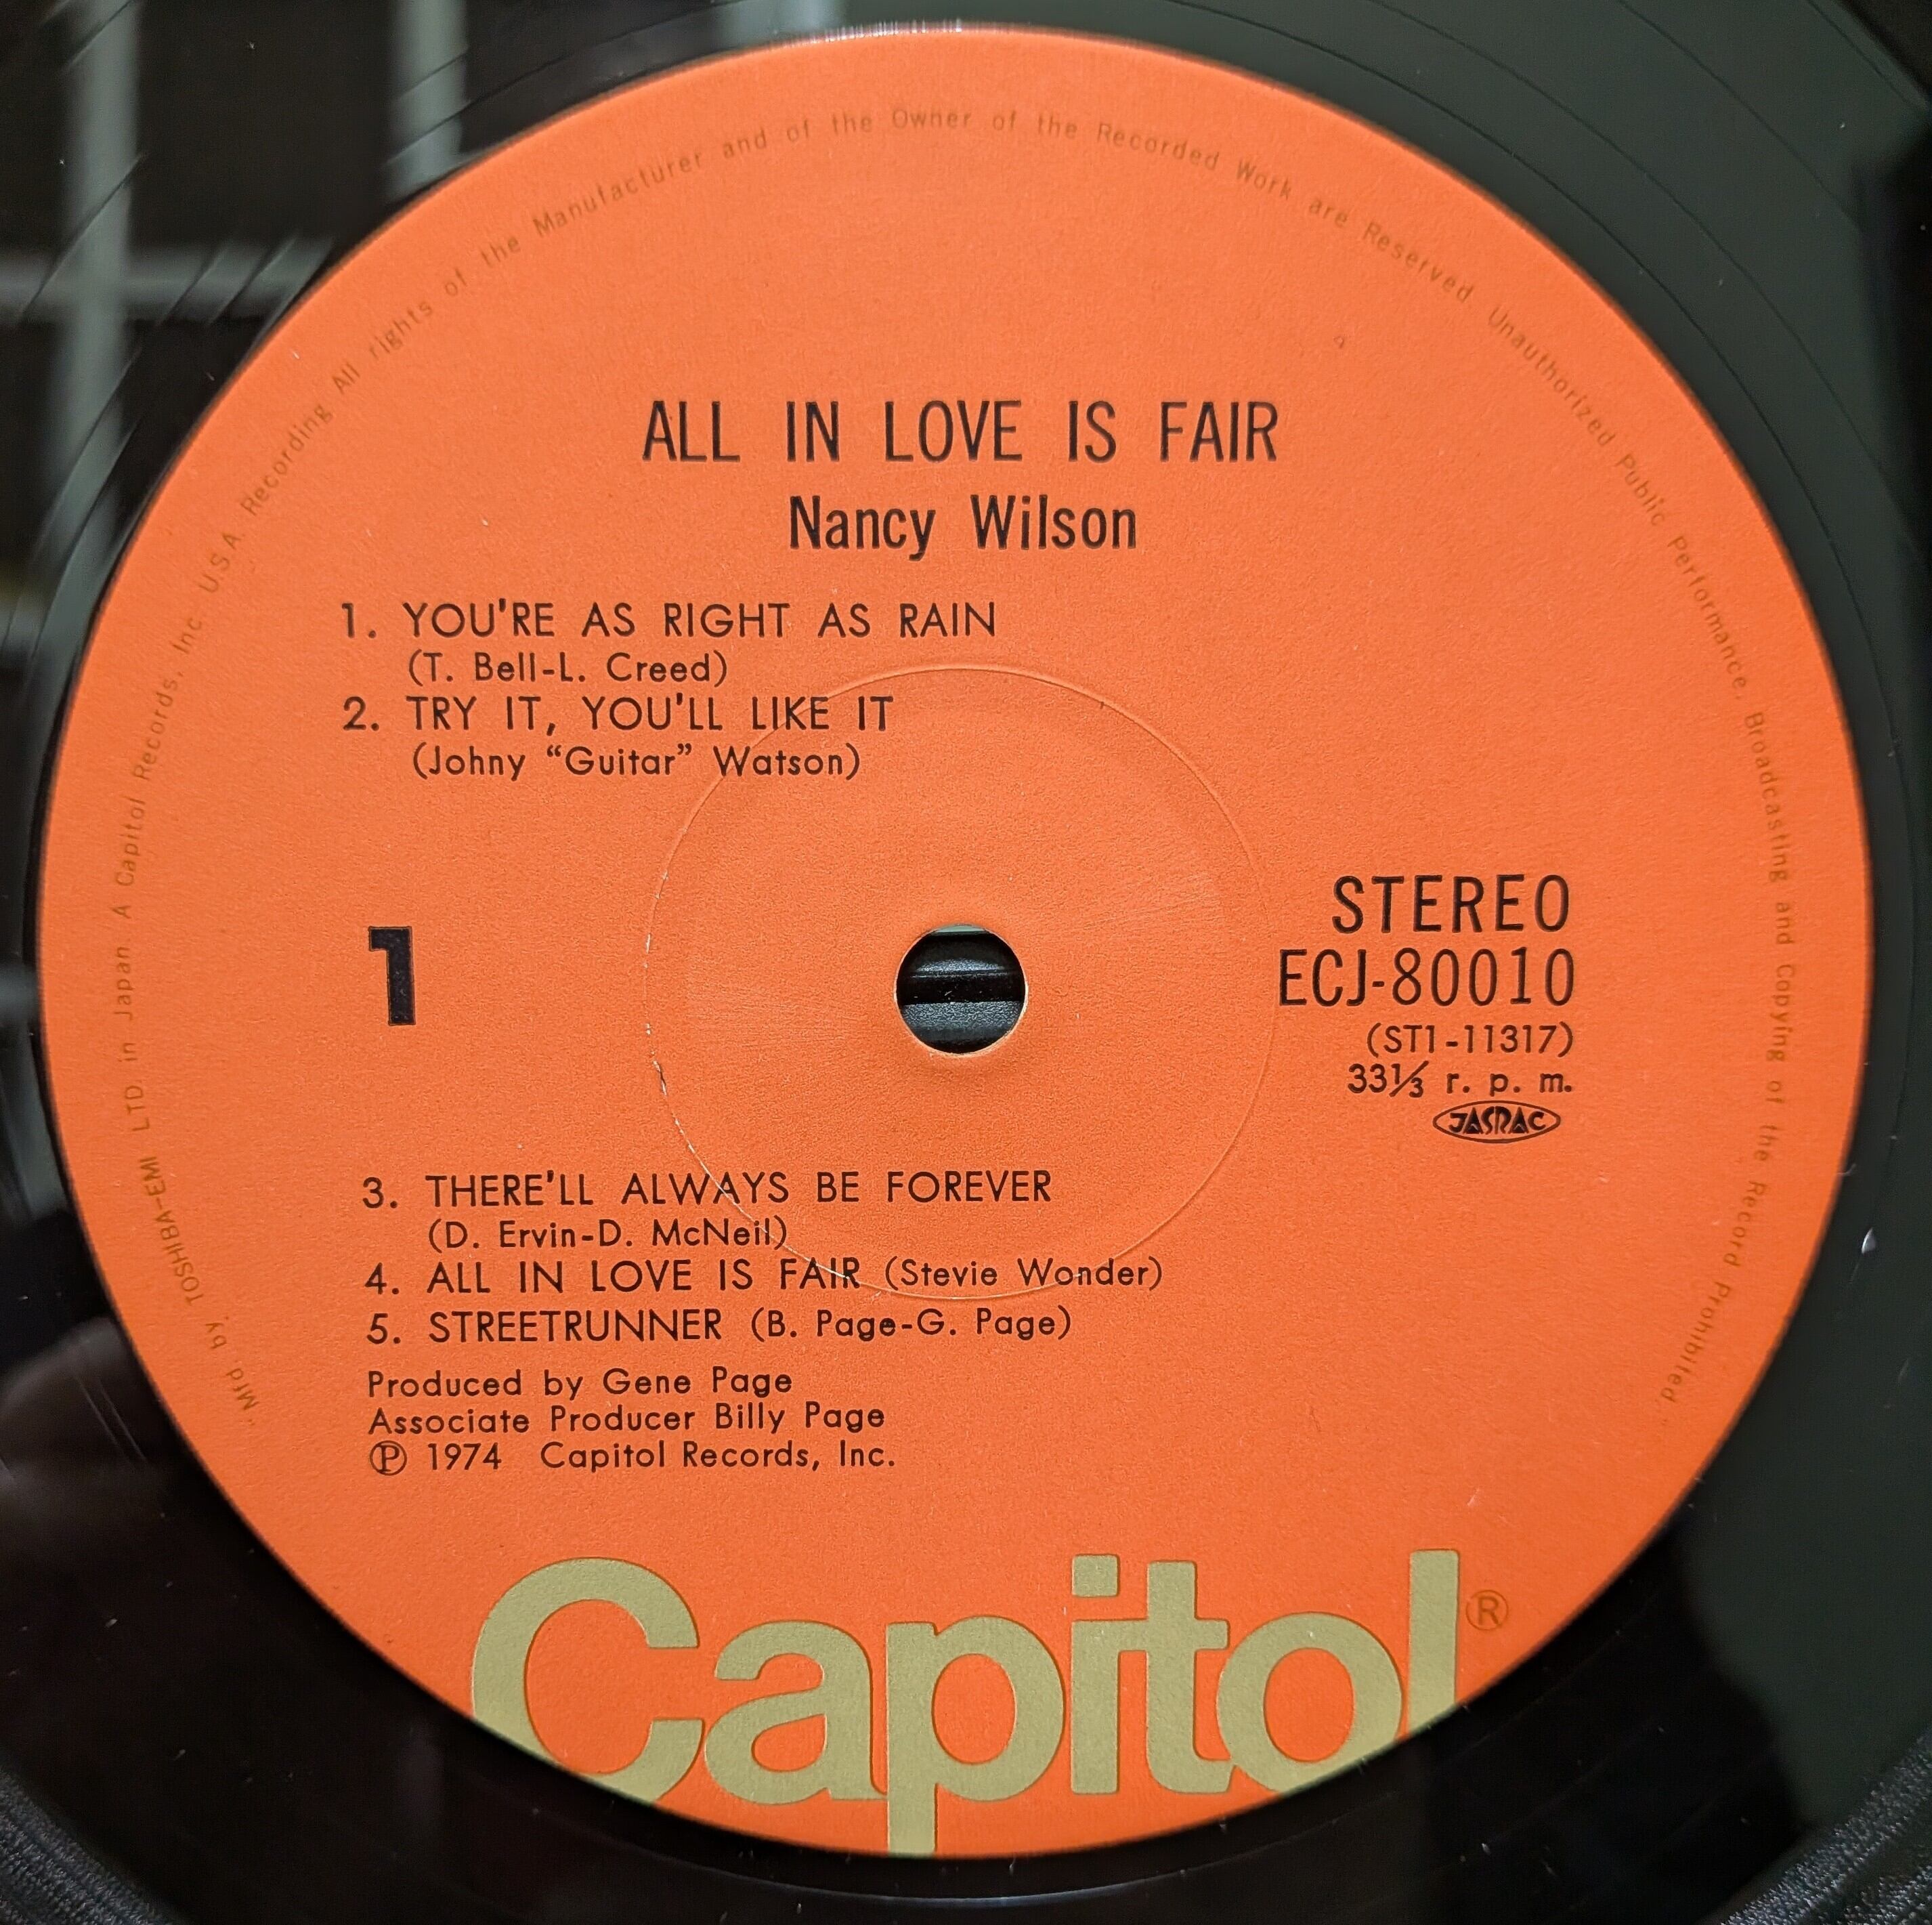 "Mfd by. TOSHIBA-EMI LTD in Japan A Capitol Records, Inc. U.S.A. Recording All rights of the Manufacturer and of the Owner of the Recorded Work are Reserved Unauthorized Public Performance, Broadcasting and Copying of the Record Prohibited."
ALL IN LOVE IS FAIR
Nancy Wilson
1. YOU'RE AS RIGHT AS RAIN
(T. Bell-L. Creed)
2. TRY IT, YOU'LL LIKE IT
(Johny “Guitar” Watson)
1
STEREO
ECJ-80010
(ST1-11317)
33⅓ r. p. m.
JASRAC
3. THERE'LL ALWAYS BE FOREVER
(D. Ervin-D. McNeil)
4. ALL IN LOVE IS FAIR (Stevie Wonder)
5. STREETRUNNER (B. Page-G. Page)
Produced by Gene Page
Associate Producer Billy Page
℗ 1974 Capitol Records, Inc.
Capitol®